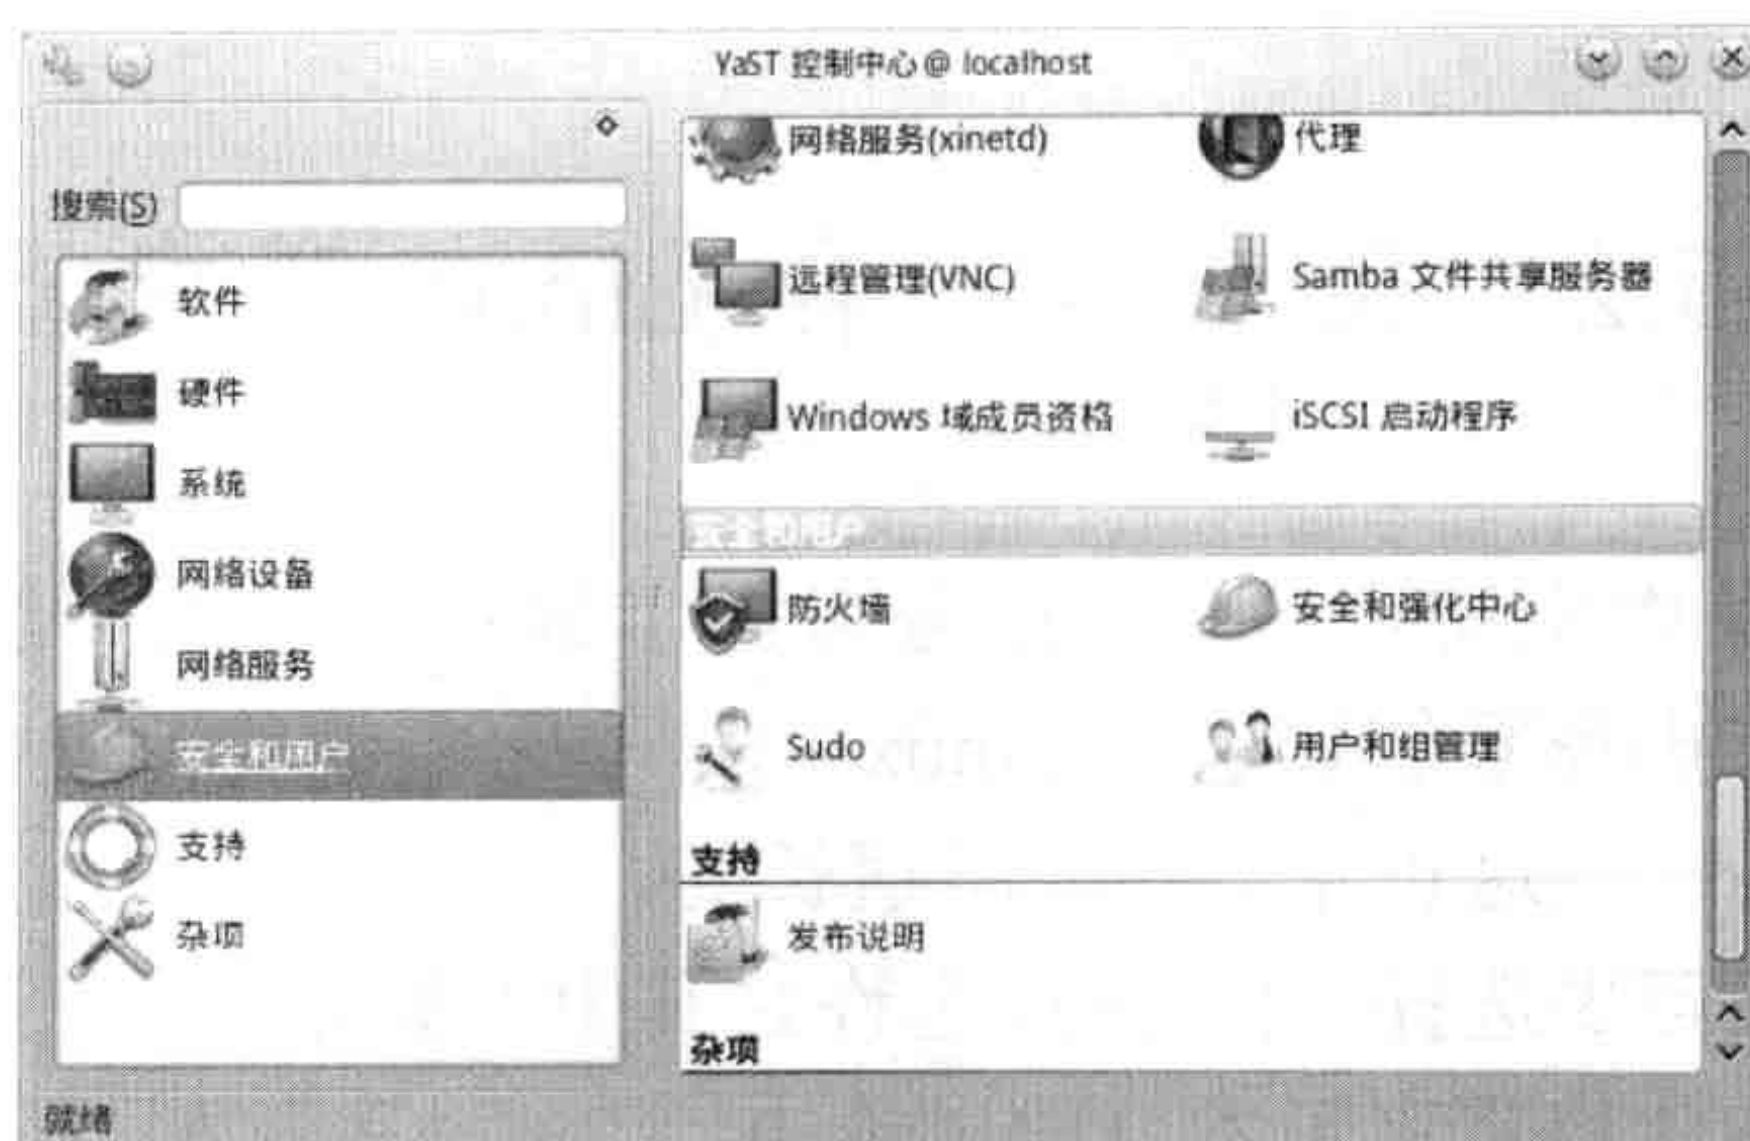 YaST 控制中心 @ localhost
搜索(S)
软件
硬件
系统
网络设备
网络服务
安全和用户
支持
杂项
网络服务(xinetd)
代理
远程管理(VNC)
Samba 文件共享服务器
Windows 域成员资格
iSCSI 启动程序
安全和用户
防火墙
安全和强化中心
Sudo
用户和组管理
支持
发布说明
杂项
就绪